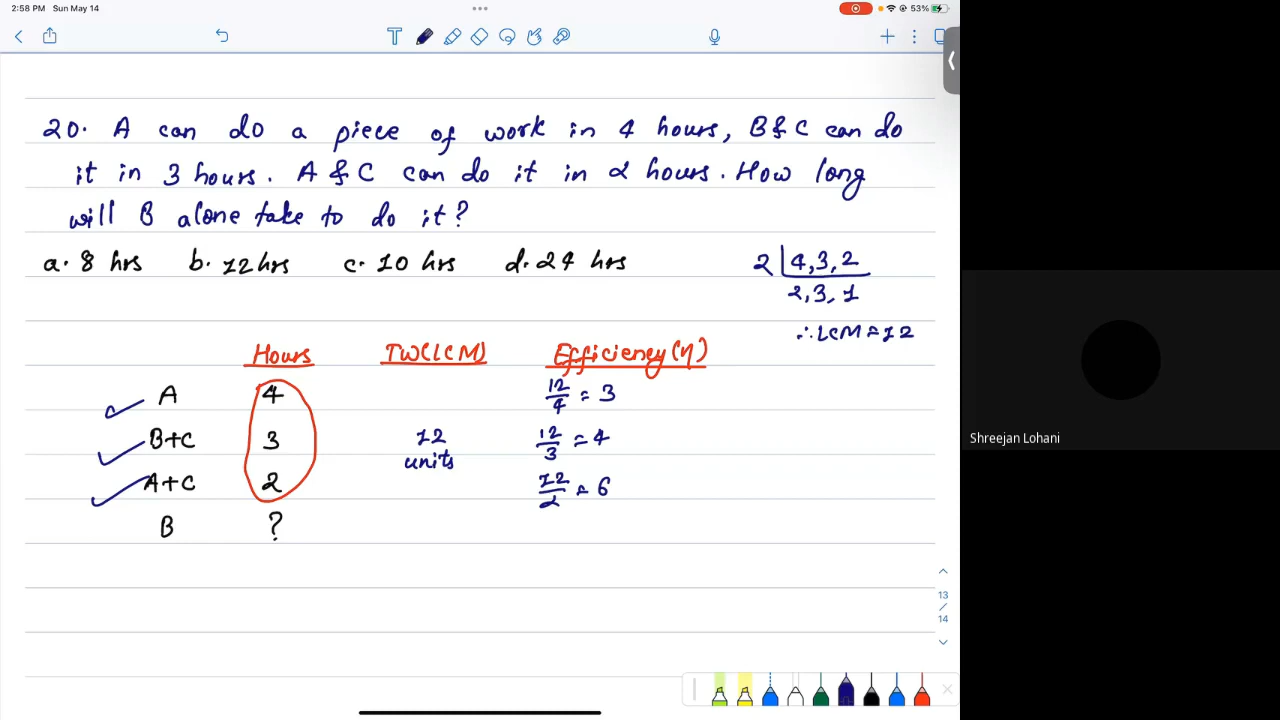 2:58 PM Sun May 14
53%
20. A can do a piece of work in 4 hours, B & C can do
it in 3 hours. A & C can do it in 2 hours. How long
will B alone take to do it?
a. 8 hrs b. 12 hrs c. 10 hrs d. 24 hrs
2 | 4, 3, 2
2, 3, 1
∴ LCM = 12
Hours TW(LCM) Efficiency(η)
A 4 12/4 = 3
B+C 3 12 units 12/3 = 4
A+C 2 12/2 = 6
B ?
Shreejan Lohani
13
/
14